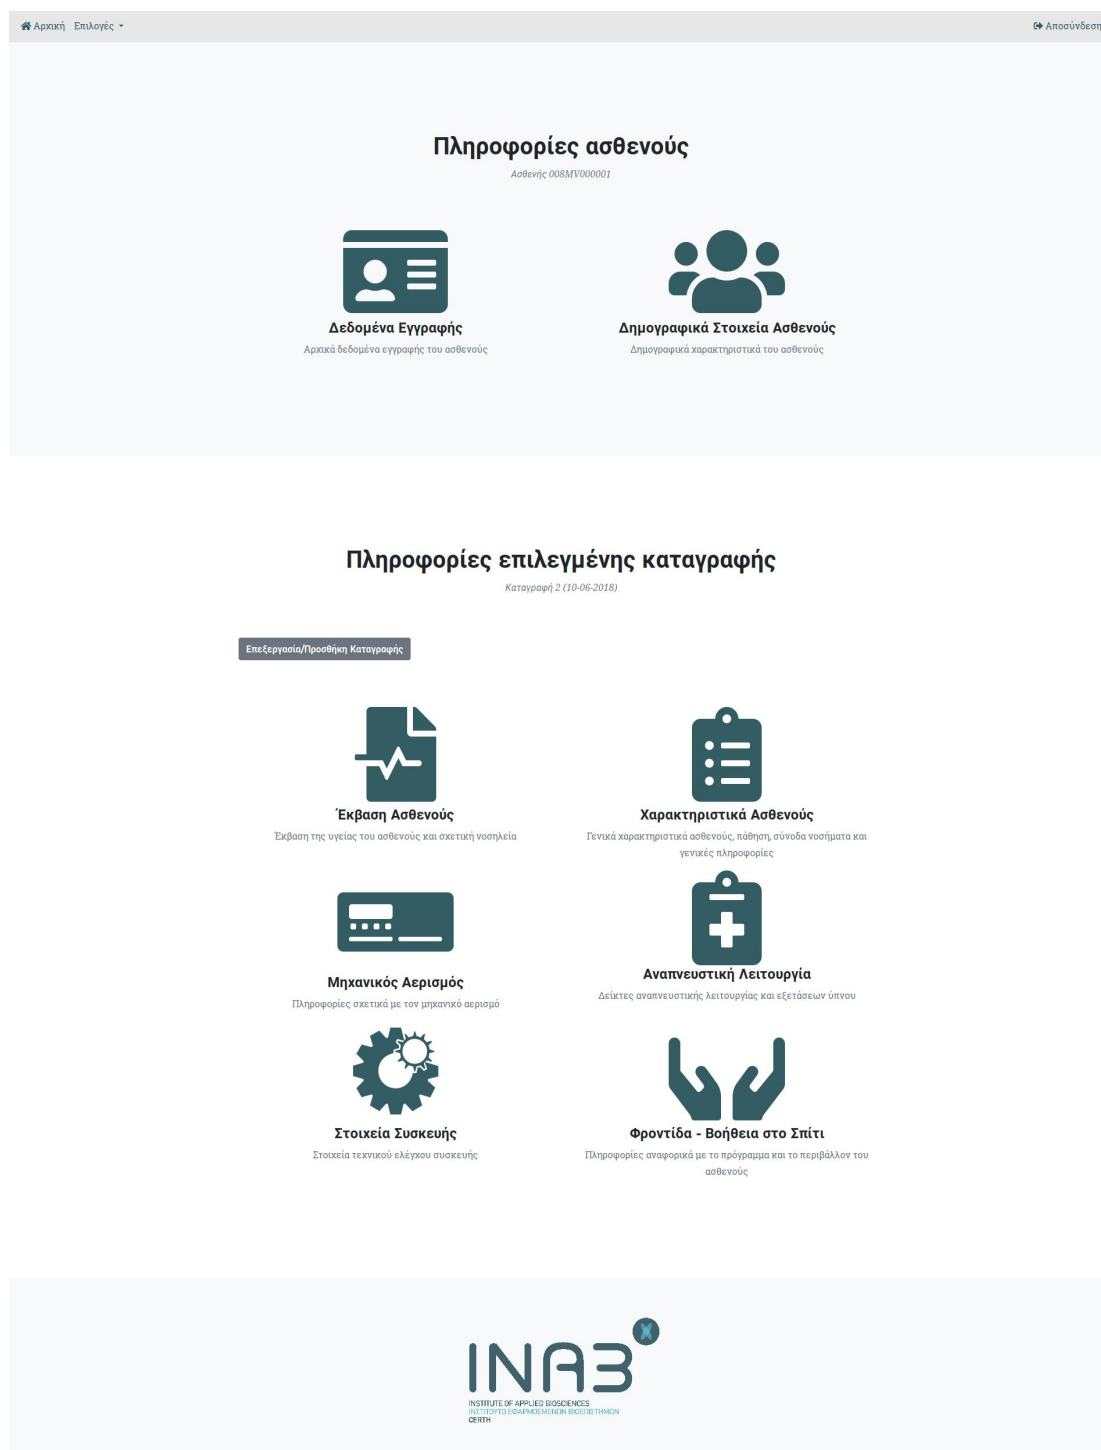 Αρχική Επιλογές
Αποσύνδεση
Πληροφορίες ασθενούς
Ασθενής 008MV000001
Δεδομένα Εγγραφής
Αρχικά δεδομένα εγγραφής του ασθενούς
Δημογραφικά Στοιχεία Ασθενούς
Δημογραφικά χαρακτηριστικά του ασθενούς
Πληροφορίες επιλεγμένης καταγραφής
Καταγραφή 2 (10-06-2018)
Επεξεργασία/Προσθήκη Καταγραφής
Έκβαση Ασθενούς
Έκβαση της υγείας του ασθενούς και σχετική νοσηλεία
Χαρακτηριστικά Ασθενούς
Γενικά χαρακτηριστικά ασθενούς, πάθηση, σύνοδα νοσήματα και
γενικές πληροφορίες
Μηχανικός Αερισμός
Πληροφορίες σχετικά με τον μηχανικό αερισμό
Αναπνευστική Λειτουργία
Δείκτες αναπνευστικής λειτουργίας και εξετάσεων ύπνου
Στοιχεία Συσκευής
Στοιχεία τεχνικού ελέγχου συσκευής
Φροντίδα - Βοήθεια στο Σπίτι
Πληροφορίες αναφορικά με το πρόγραμμα και το περιβάλλον του
ασθενούς
INAB
INSTITUTE OF APPLIED BIOSCIENCES
ΙΝΣΤΙΤΟΥΤΟ ΕΦΑΡΜΟΣΜΕΝΩΝ ΒΙΟΕΠΙΣΤΗΜΩΝ
CERTH